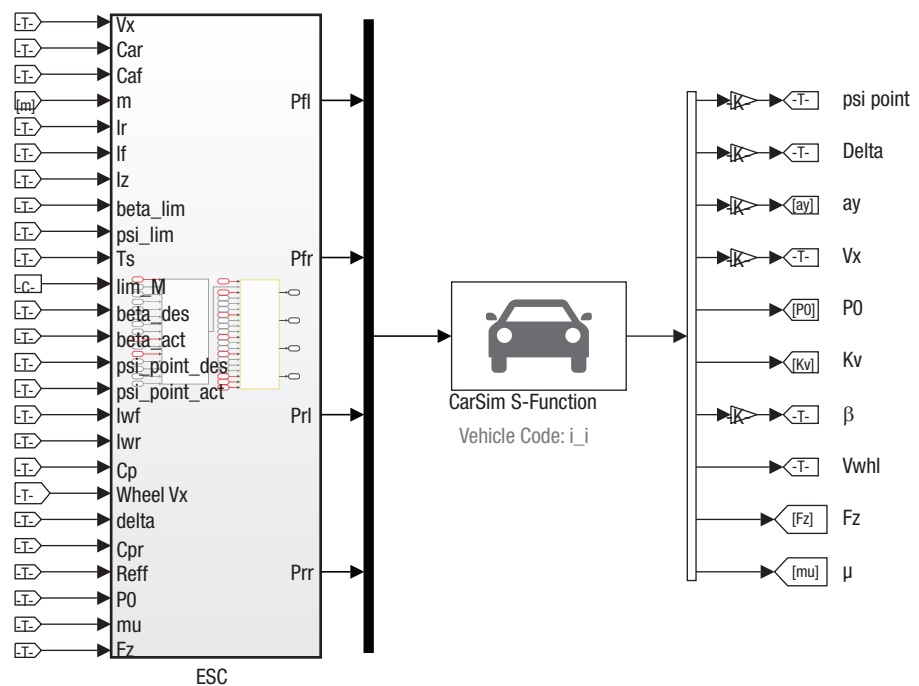 -T- Vx
-T- Car
-T- Caf
[m] m Pfl
-T- lr
-T- lf
-T- Iz
-T- beta_lim
-T- psi_lim
-T- Ts Pfr
-C- lim_M
-T- beta_des
-T- beta_act
-T- psi_point_des
-T- psi_point_act
-T- lwf Prl
-T- lwr
-T- Cp
-T- Wheel Vx
-T- delta
-T- Cpr
-T- Reff Prr
-T- P0
-T- mu
-T- Fz
ESC
CarSim S-Function
Vehicle Code: i_i
-K- -T- psi point
-K- -T- Delta
-K- [ay] ay
-K- -T- Vx
[P0] P0
[Kv] Kv
-K- -T- β
-T- Vwhl
[Fz] Fz
[mu] μ